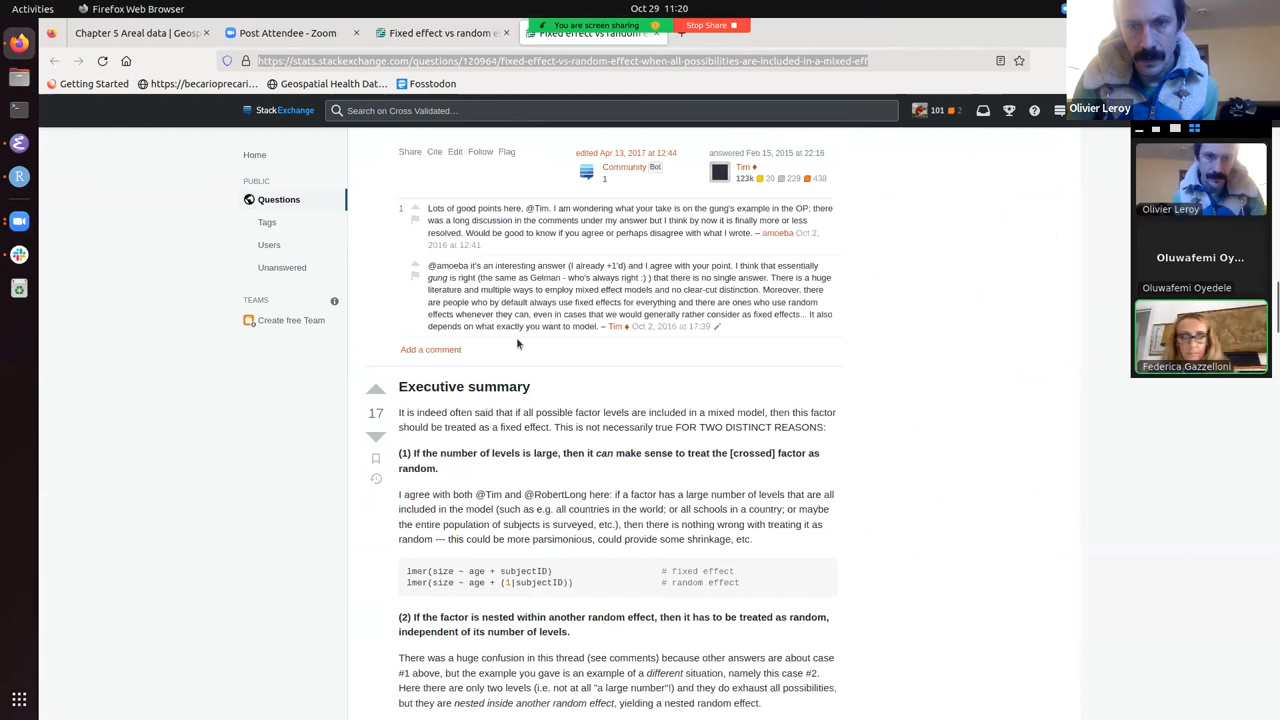 Activities
Firefox Web Browser
Oct 29 11:20
You are screen sharing
Stop Share
Chapter 5 Areal data | Geosp
Post Attendee - Zoom
Fixed effect vs random e
Fixed effect vs random e
https://stats.stackexchange.com/questions/120964/fixed-effect-vs-random-effect-when-all-possibilities-are-included-in-a-mixed-eff
Getting Started
https://becarioprecario...
Geospatial Health Dat...
Fosstodon
StackExchange
Search on Cross Validated...
101
2
Olivier Leroy
Home
PUBLIC
Questions
Tags
Users
Unanswered
TEAMS
Create free Team
Share Cite Edit Follow Flag
edited Apr 13, 2017 at 12:44
Community Bot
1
answered Feb 15, 2015 at 22:16
Tim ♦
123k 20 229 438
1
Lots of good points here, @Tim. I am wondering what your take is on the gung's example in the OP; there
was a long discussion in the comments under my answer but I think by now it is finally more or less
resolved. Would be good to know if you agree or perhaps disagree with what I wrote. – amoeba Oct 2,
2016 at 12:41
@amoeba it's an interesting answer (I already +1'd) and I agree with your point. I think that essentially
gung is right (the same as Gelman - who's always right :) ) that there is no single answer. There is a huge
literature and multiple ways to employ mixed effect models and no clear-cut distinction. Moreover, there
are people who by default always use fixed effects for everything and there are ones who use random
effects whenever they can, even in cases that we would generally rather consider as fixed effects... It also
depends on what exactly you want to model. – Tim ♦ Oct 2, 2016 at 17:39
Add a comment
17
Executive summary
It is indeed often said that if all possible factor levels are included in a mixed model, then this factor
should be treated as a fixed effect. This is not necessarily true FOR TWO DISTINCT REASONS:
(1) If the number of levels is large, then it can make sense to treat the [crossed] factor as
random.
I agree with both @Tim and @RobertLong here: if a factor has a large number of levels that are all
included in the model (such as e.g. all countries in the world; or all schools in a country; or maybe
the entire population of subjects is surveyed, etc.), then there is nothing wrong with treating it as
random --- this could be more parsimonious, could provide some shrinkage, etc.
lmer(size ~ age + subjectID) # fixed effect
lmer(size ~ age + (1|subjectID)) # random effect
(2) If the factor is nested within another random effect, then it has to be treated as random,
independent of its number of levels.
There was a huge confusion in this thread (see comments) because other answers are about case
#1 above, but the example you gave is an example of a different situation, namely this case #2.
Here there are only two levels (i.e. not at all "a large number"!) and they do exhaust all possibilities,
but they are nested inside another random effect, yielding a nested random effect.
Olivier Leroy
Oluwafemi Oy...
Oluwafemi Oyedele
Federica Gazzelloni